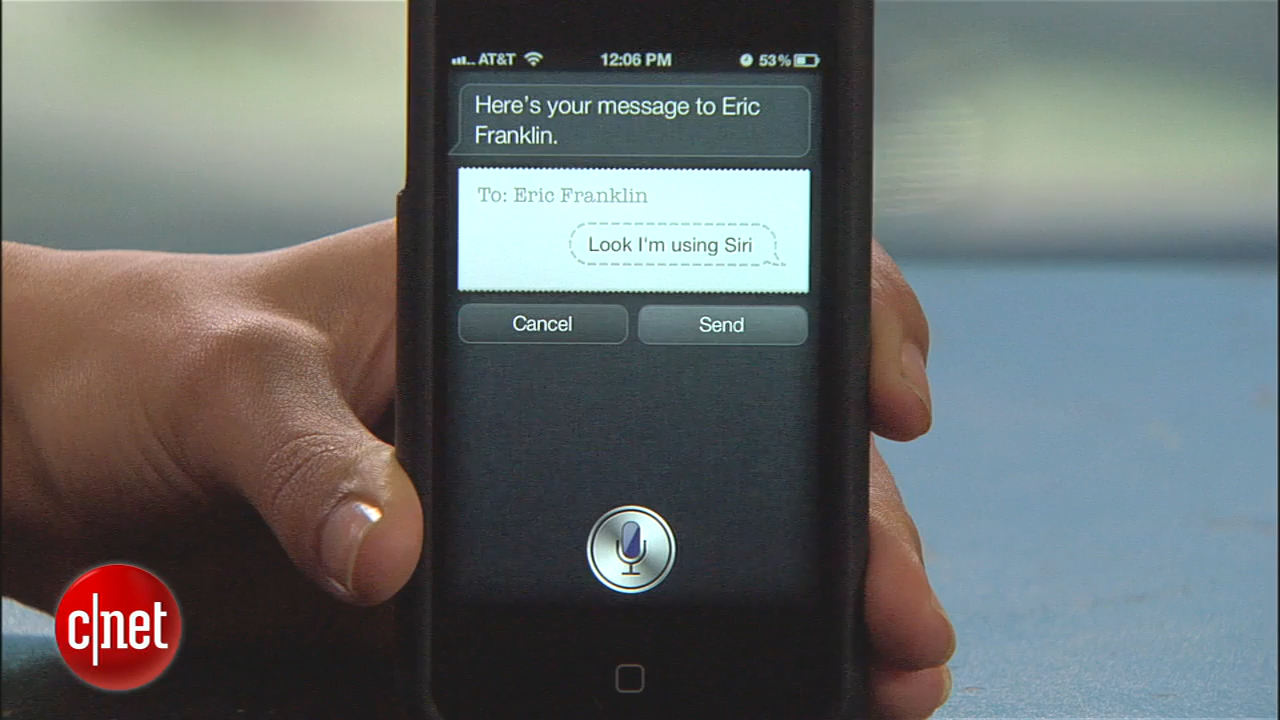 AT&T 12:06 PM 53%
Here's your message to Eric
Franklin.
To: Eric Franklin
Look I'm using Siri
Cancel Send
c|net